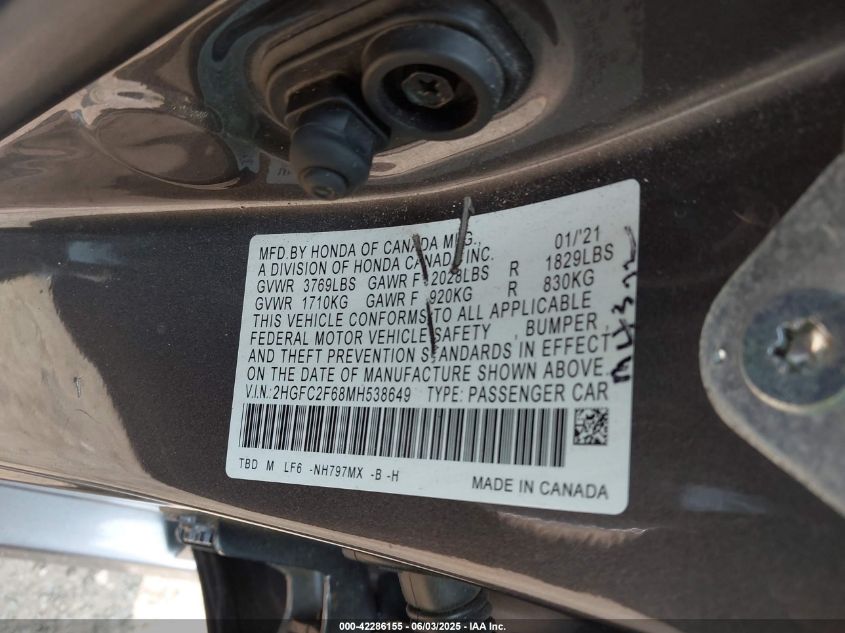 MFD.BY HONDA OF CANADA MFG. 01/'21
A DIVISION OF HONDA CANADA INC.
GVWR 3769LBS GAWR F 2028LBS R 1829LBS
GVWR 1710KG GAWR F 920KG R 830KG
THIS VEHICLE CONFORMS TO ALL APPLICABLE
FEDERAL MOTOR VEHICLE SAFETY , BUMPER ,
AND THEFT PREVENTION STANDARDS IN EFFECT
ON THE DATE OF MANUFACTURE SHOWN ABOVE.
V.I.N.:2HGFC2F68MH538649 TYPE: PASSENGER CAR
TBD M LF6 -NH797MX -B -H
MADE IN CANADA
000-42286155 - 06/03/2025 - IAA Inc.